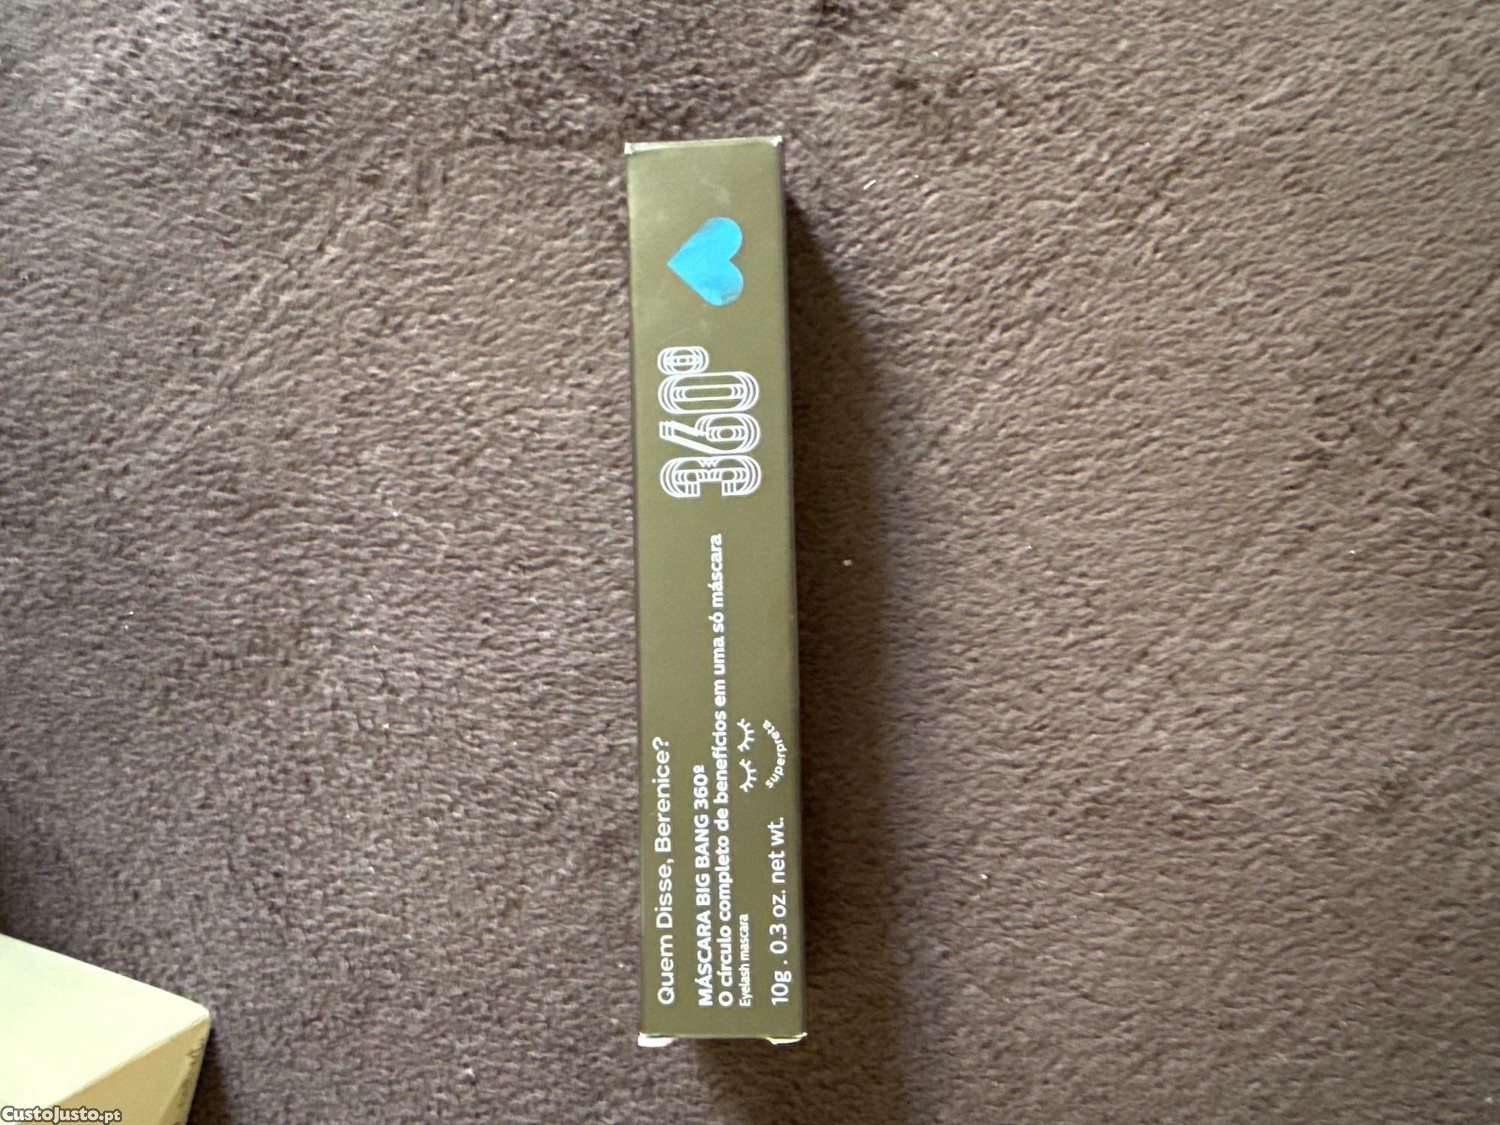 360º
Quem Disse, Berenice?
MÁSCARA BIG BANG 360º
O círculo completo de benefícios em uma só máscara
Eyelash mascara
superpreta
10g . 0.3 oz. net wt.
CustoJusto.pt